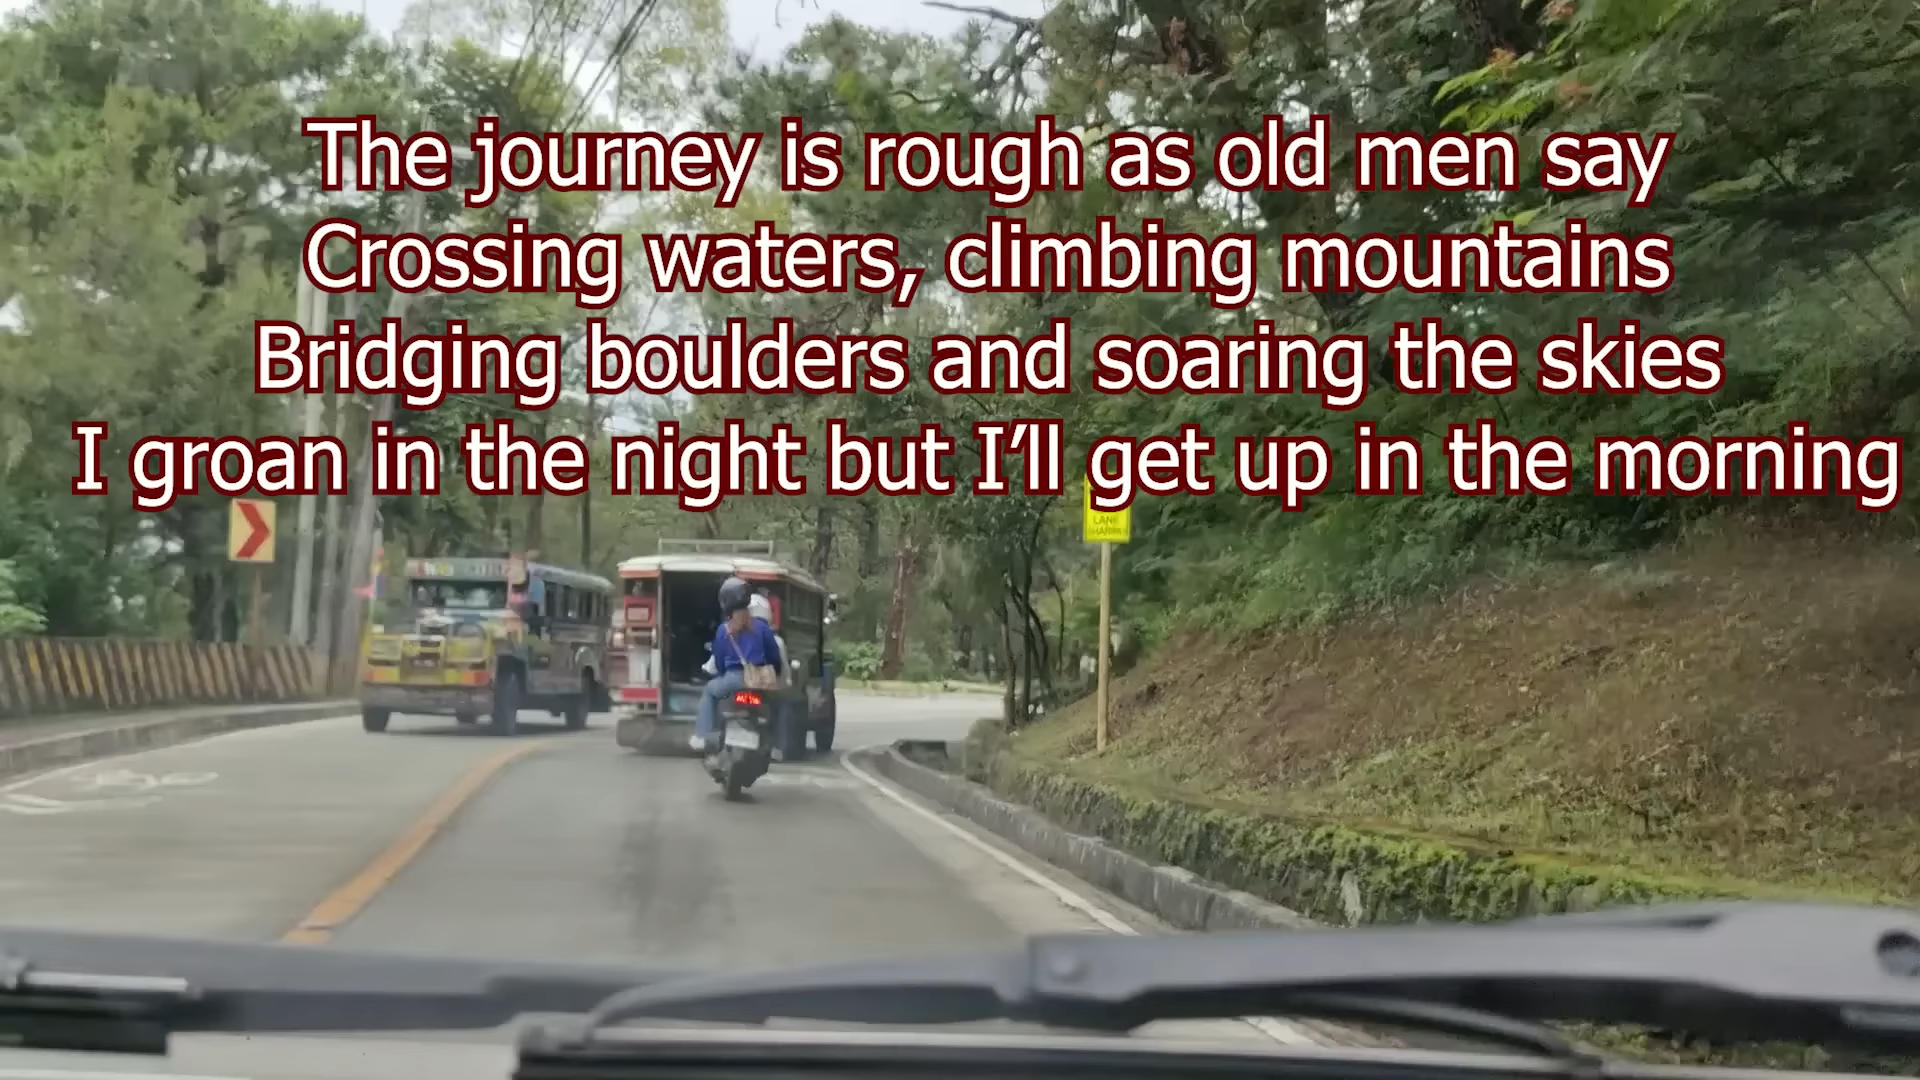 The journey is rough as old men say
Crossing waters, climbing mountains
Bridging boulders and soaring the skies
I groan in the night but I’ll get up in the morning
LANE